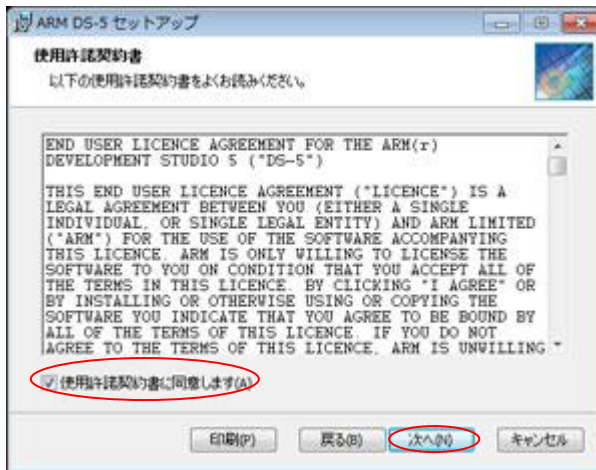 ARM DS-5 セットアップ
使用許諾契約書
以下の使用許諾契約書をよくお読みください。
END USER LICENCE AGREEMENT FOR THE ARM(r)
DEVELOPMENT STUDIO 5 ("DS-5")
THIS END USER LICENCE AGREEMENT ("LICENCE") IS A
LEGAL AGREEMENT BETWEEN YOU (EITHER A SINGLE
INDIVIDUAL, OR SINGLE LEGAL ENTITY) AND ARM LIMITED
("ARM") FOR THE USE OF THE SOFTWARE ACCOMPANYING
THIS LICENCE. ARM IS ONLY WILLING TO LICENSE THE
SOFTWARE TO YOU ON CONDITION THAT YOU ACCEPT ALL OF
THE TERMS IN THIS LICENCE. BY CLICKING "I AGREE" OR
BY INSTALLING OR OTHERWISE USING OR COPYING THE
SOFTWARE YOU INDICATE THAT YOU AGREE TO BE BOUND BY
ALL OF THE TERMS OF THIS LICENCE. IF YOU DO NOT
AGREE TO THE TERMS OF THIS LICENCE, ARM IS UNWILLING
使用許諾契約書に同意します(A)
印刷(P) 戻る(B) 次へ(N) キャンセル